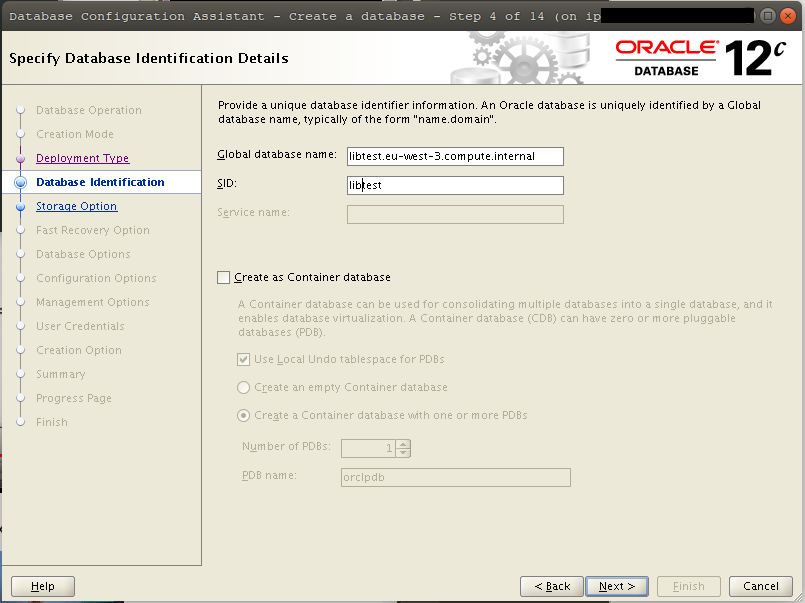 Database Configuration Assistant - Create a database - Step 4 of 14 (on ip
Specify Database Identification Details
ORACLE®
DATABASE
12c
Database Operation
Creation Mode
Deployment Type
Database Identification
Storage Option
Fast Recovery Option
Database Options
Configuration Options
Management Options
User Credentials
Creation Option
Summary
Progress Page
Finish
Provide a unique database identifier information. An Oracle database is uniquely identified by a Global
database name, typically of the form "name.domain".
Global database name: libtest.eu-west-3.compute.internal
SID: libtest
Service name:
Create as Container database
A Container database can be used for consolidating multiple databases into a single database, and it
enables database virtualization. A Container database (CDB) can have zero or more pluggable
databases (PDB).
Use Local Undo tablespace for PDBs
Create an empty Container database
Create a Container database with one or more PDBs
Number of PDBs: 1
PDB name: orclpdb
Help
< Back
Next >
Finish
Cancel